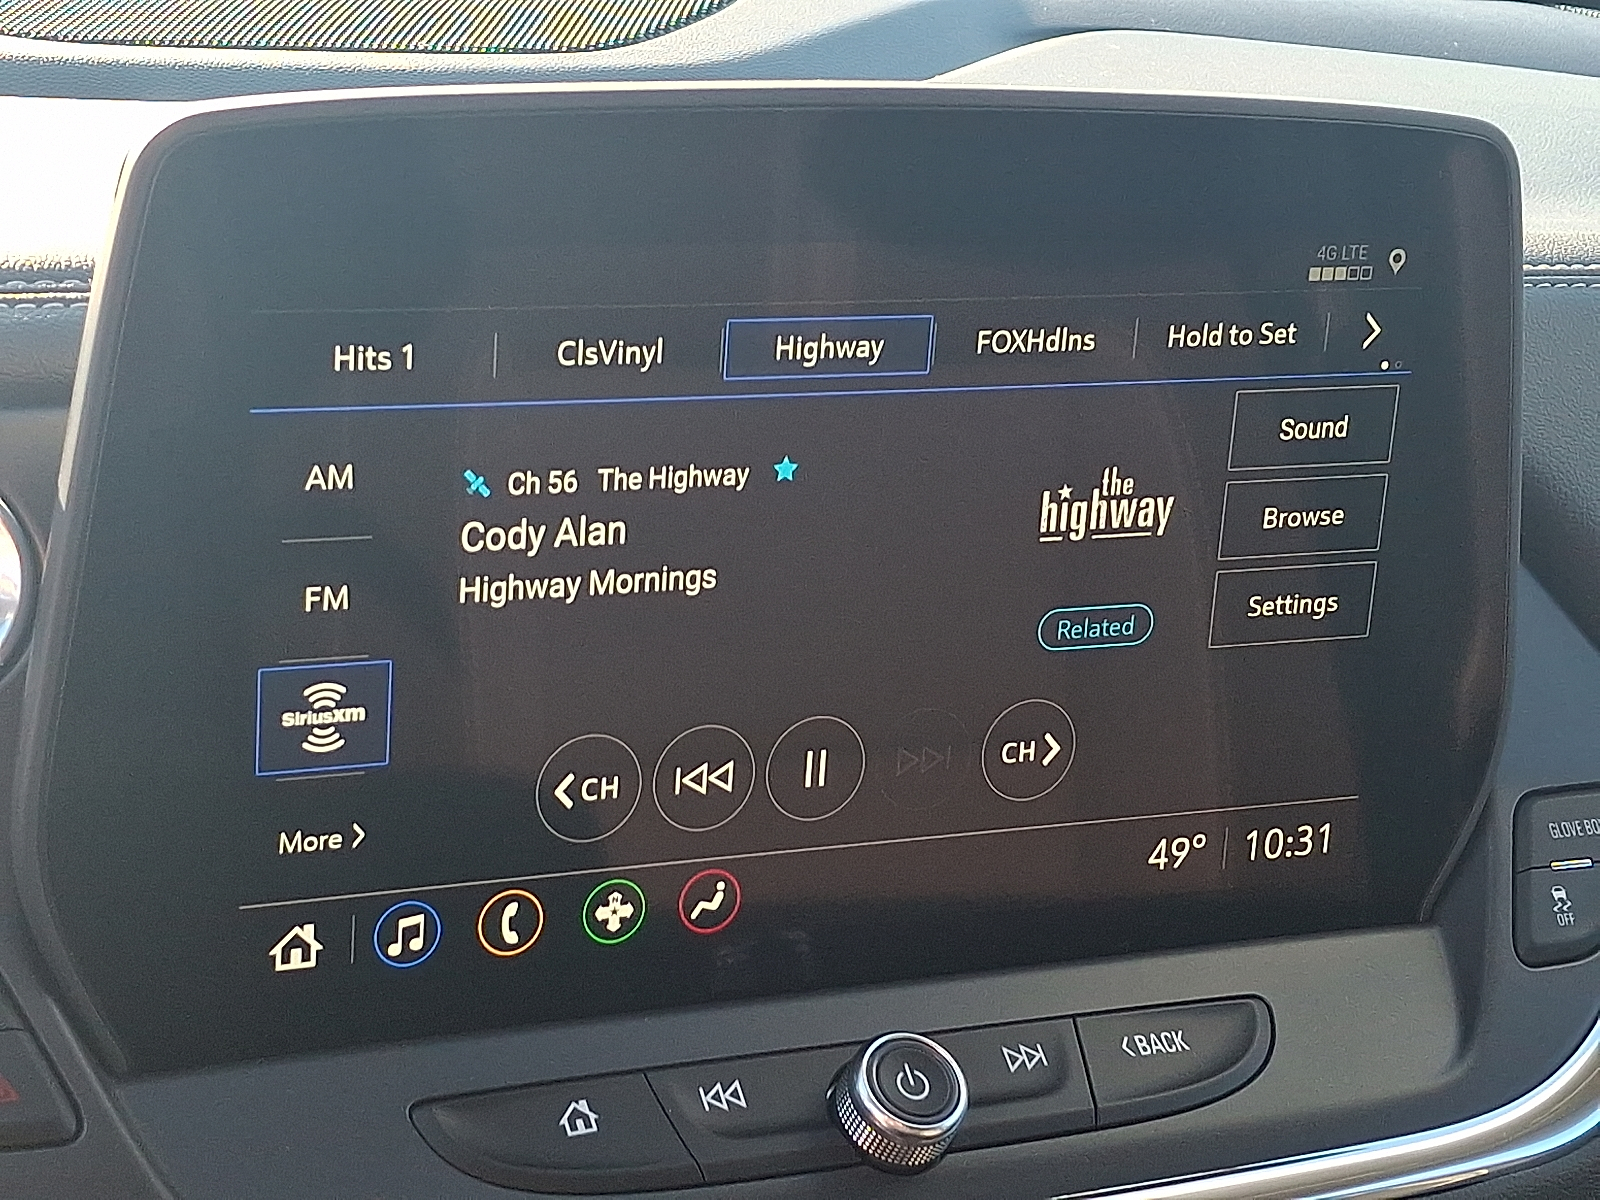 4G LTE
Hits 1
ClsVinyl
Highway
FOXHdlns
Hold to Set
AM
FM
SiriusXM
More
Ch 56 The Highway
Cody Alan
Highway Mornings
the
highway
Related
Sound
Browse
Settings
CH
CH
49° 10:31
BACK
GLOVE BO
OFF